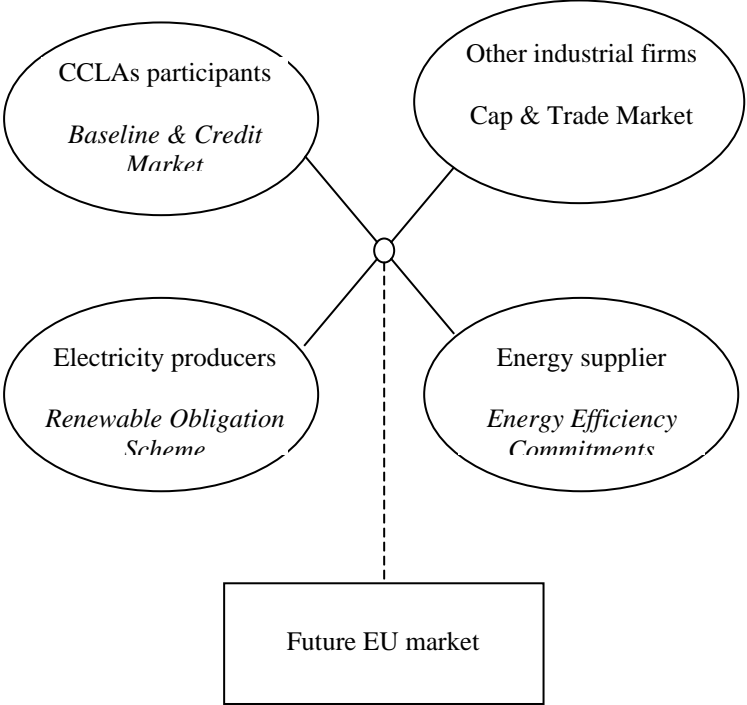 CCLAs participants
Baseline & Credit
Market
Other industrial firms
Cap & Trade Market
Electricity producers
Renewable Obligation
Scheme
Energy supplier
Energy Efficiency
Commitments
Future EU market